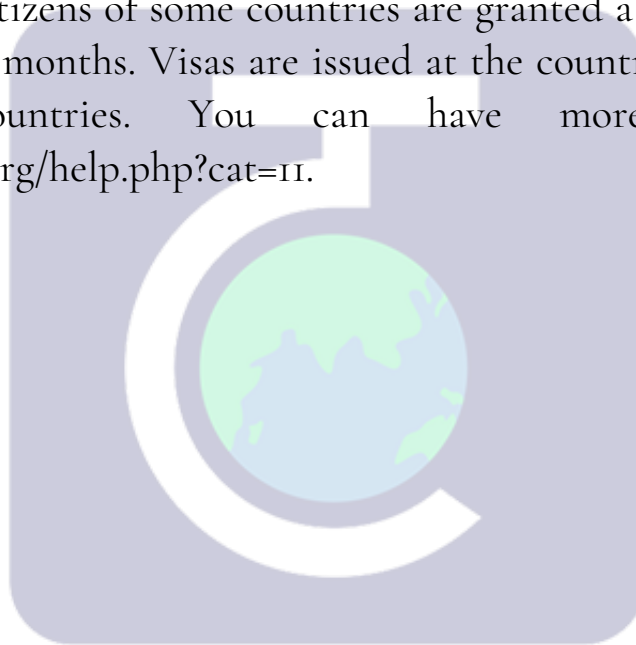 tizens of some countries are granted a
months. Visas are issued at the countr
ountries. You can have more
rg/help.php?cat=11.